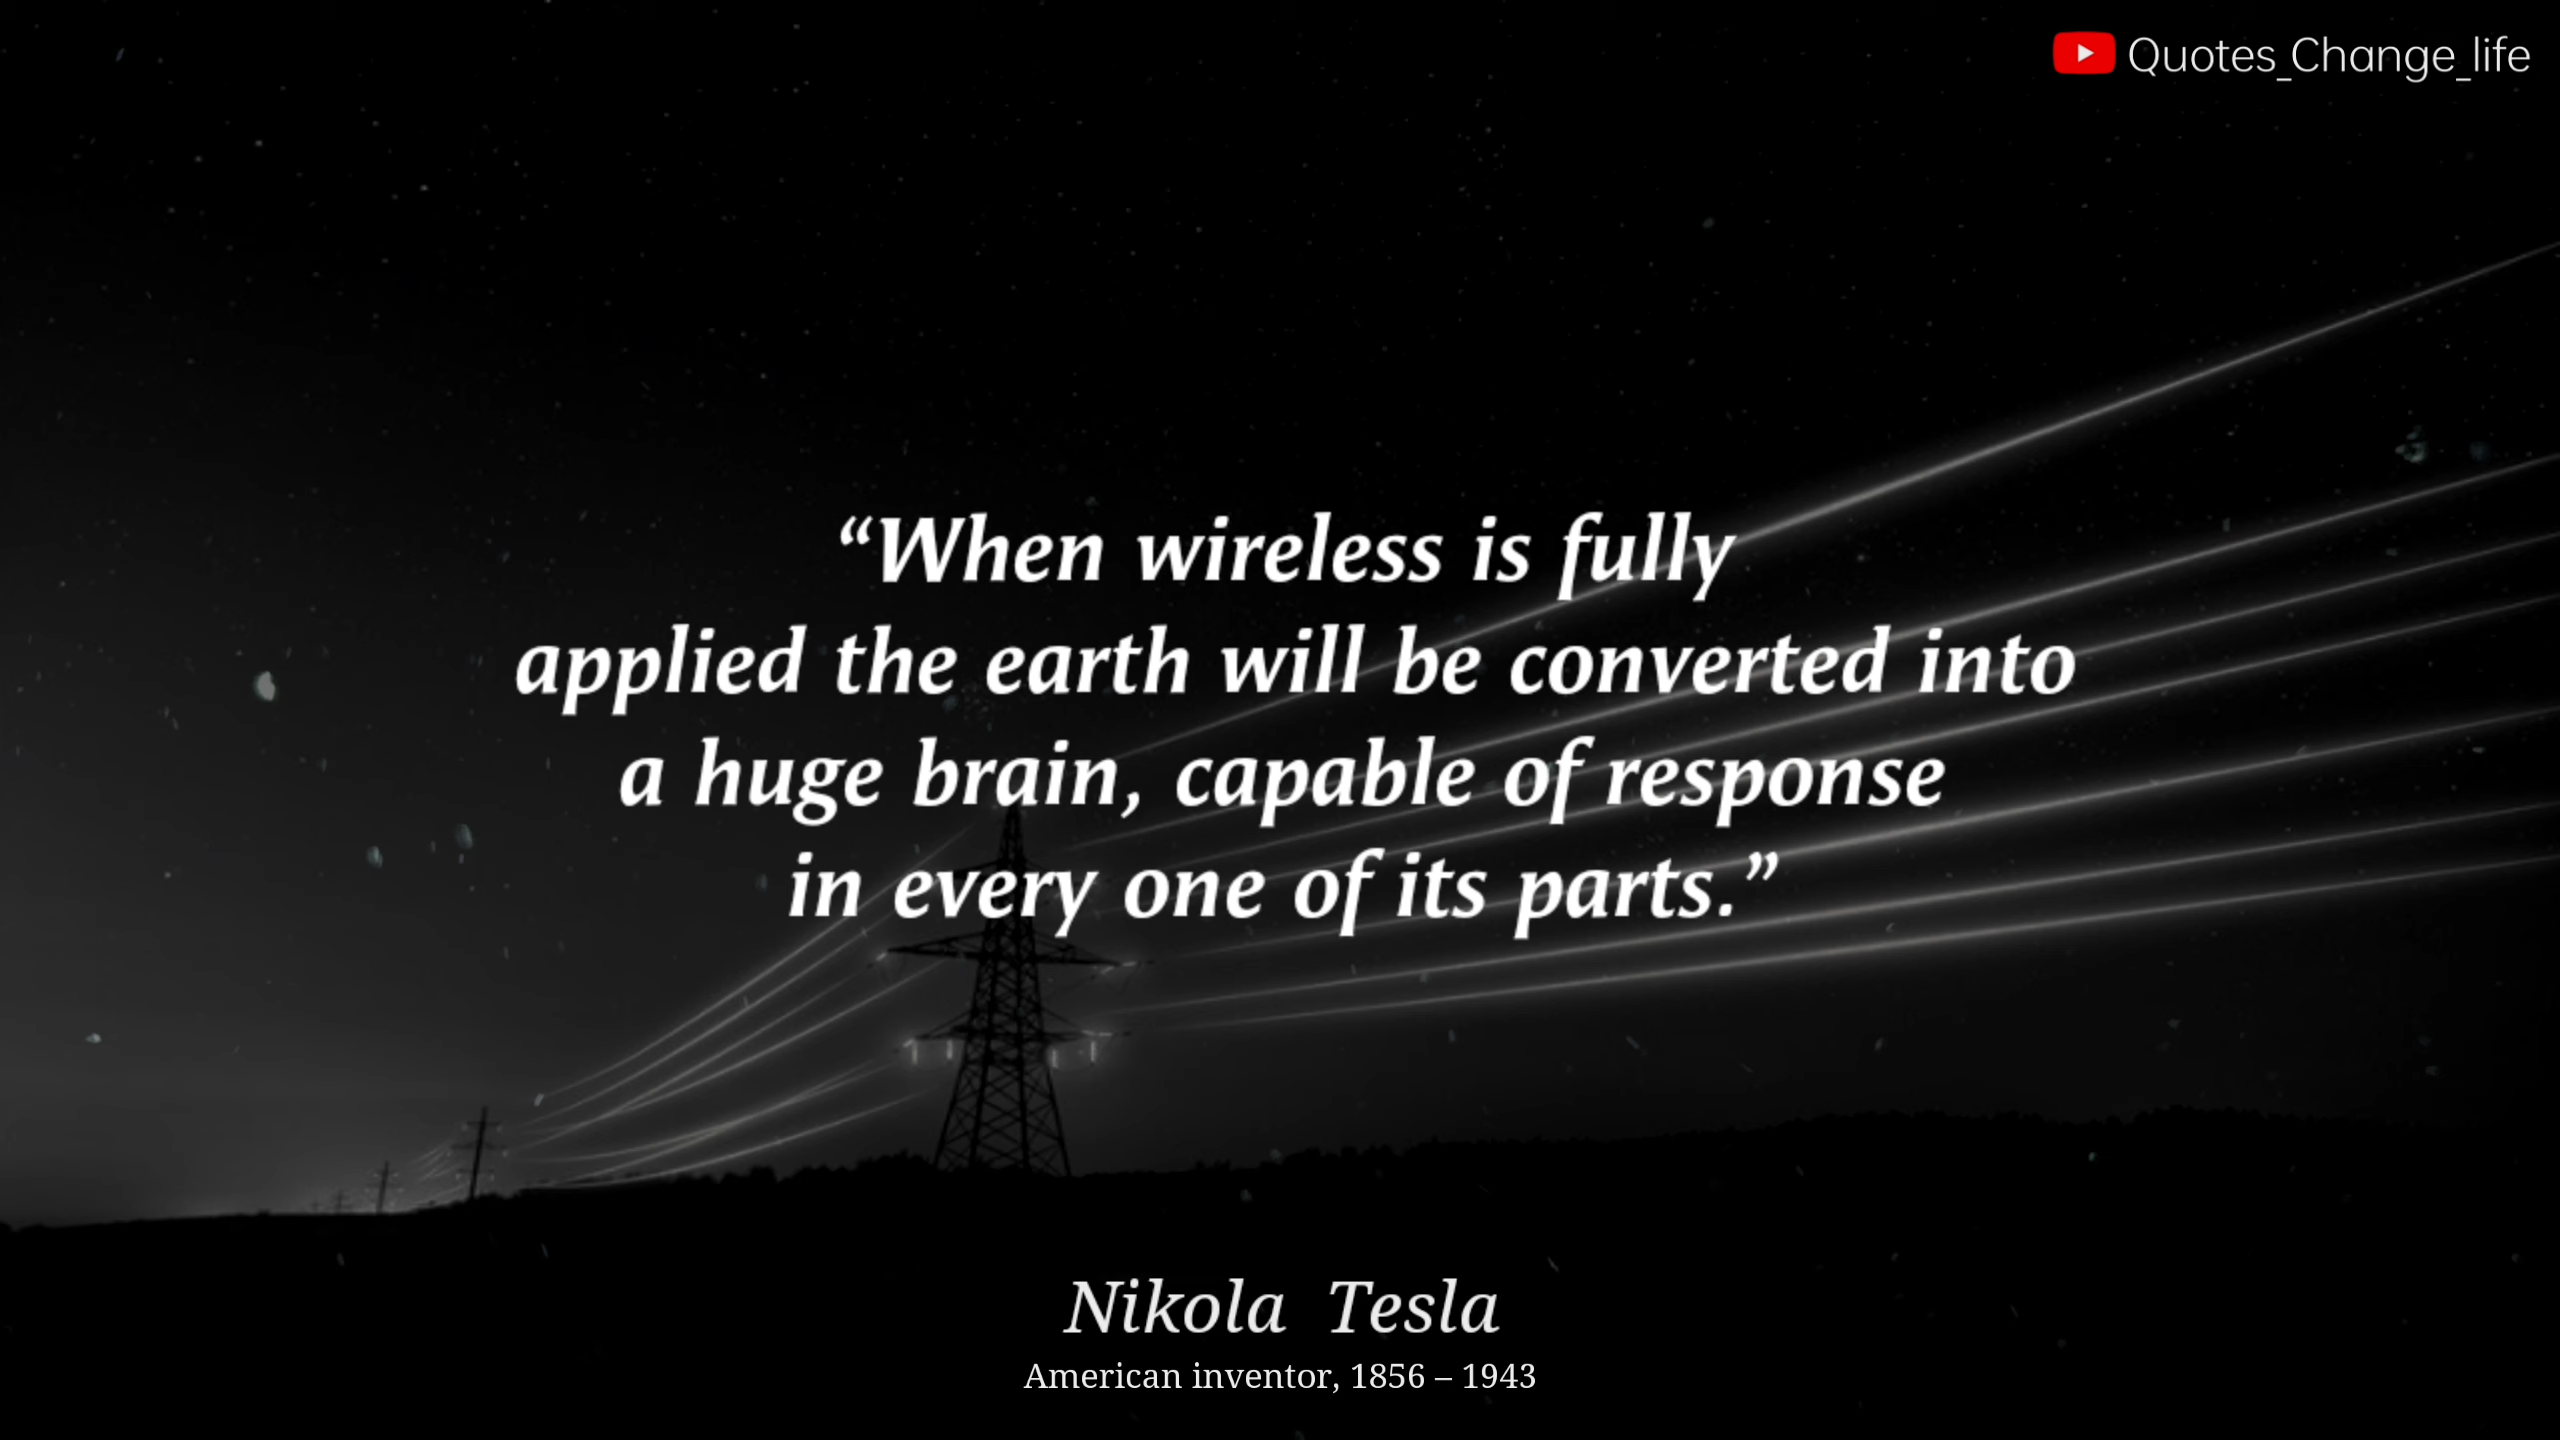 Quotes_Change_life
“When wireless is fully
applied the earth will be converted into
a huge brain, capable of response
in every one of its parts.”
Nikola Tesla
American inventor, 1856 – 1943